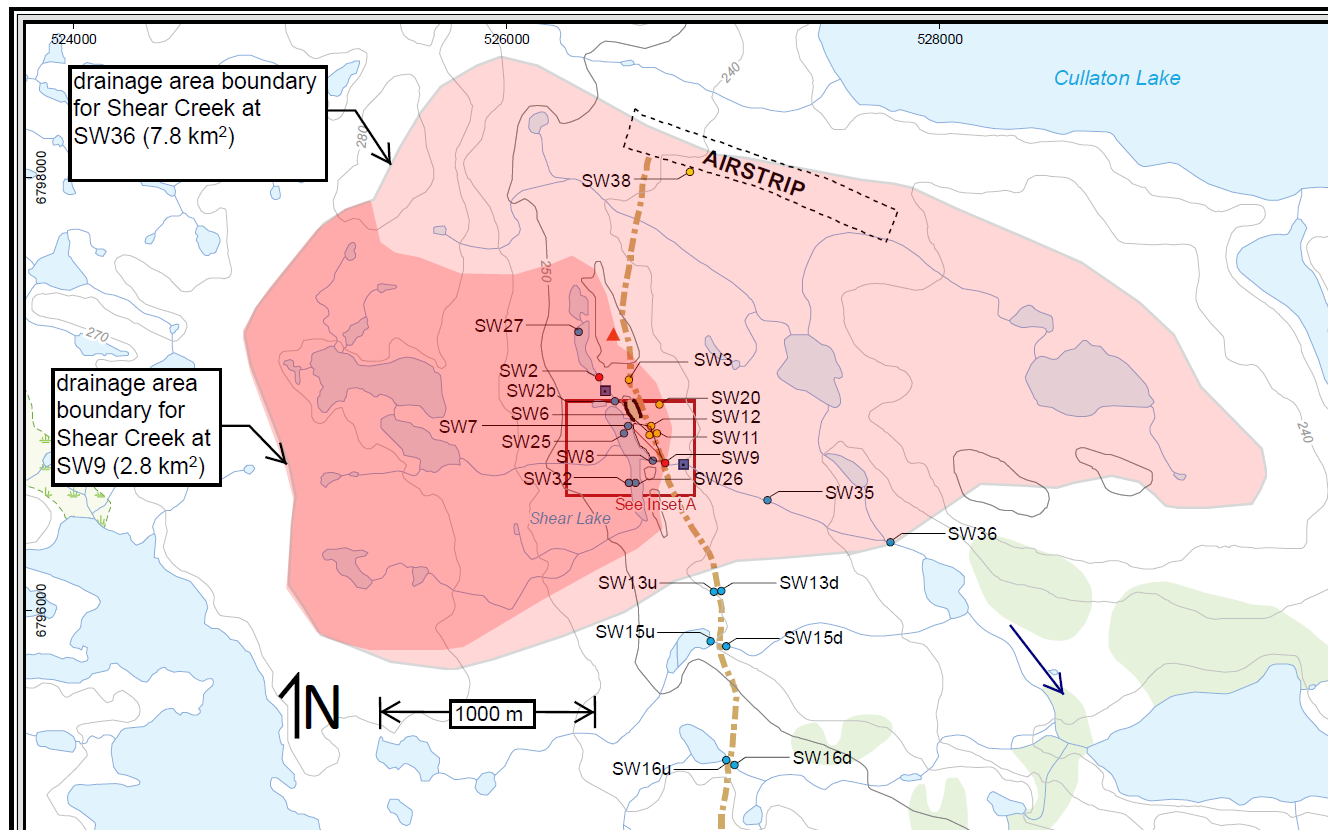 524000
526000
528000
drainage area boundary
for Shear Creek at
SW36 (7.8 km²)
240
Cullaton Lake
280
6798000
SW38
AIRSTRIP
250
270
SW27
SW3
SW2
SW2b
SW20
drainage area
boundary for
Shear Creek at
SW9 (2.8 km²)
SW6
SW12
SW7
SW25
SW11
SW8
SW9
SW32
SW26
240
SW35
See Inset A
Shear Lake
SW36
6796000
SW13u
SW13d
SW15u
SW15d
N
1000 m
SW16u
SW16d